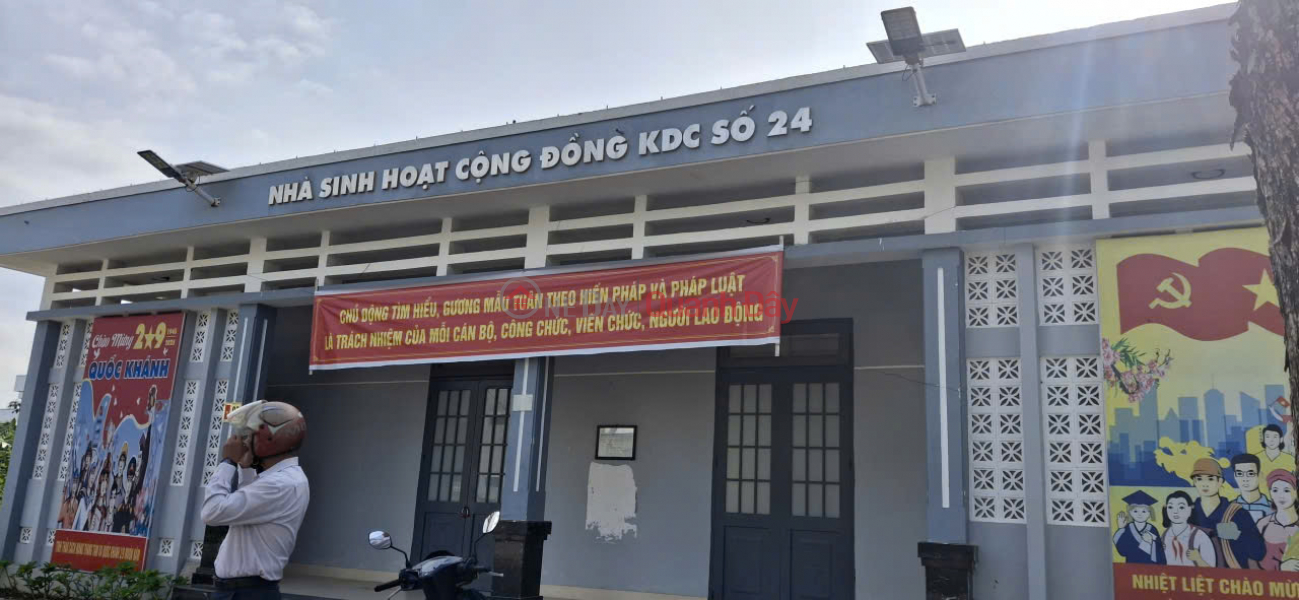 NHÀ SINH HOẠT CỘNG ĐỒNG KDC SỐ 24
CHỦ ĐỘNG TÌM HIỂU, GƯƠNG MẪU TUÂN THEO HIẾN PHÁP VÀ PHÁP LUẬT
LÀ TRÁCH NHIỆM CỦA MỖI CÁN BỘ, CÔNG CHỨC, VIÊN CHỨC, NGƯỜI LAO ĐỘNG
Chào Mừng 2 9
QUỐC KHÁNH
NHIỆT LIỆT CHÀO MỪ